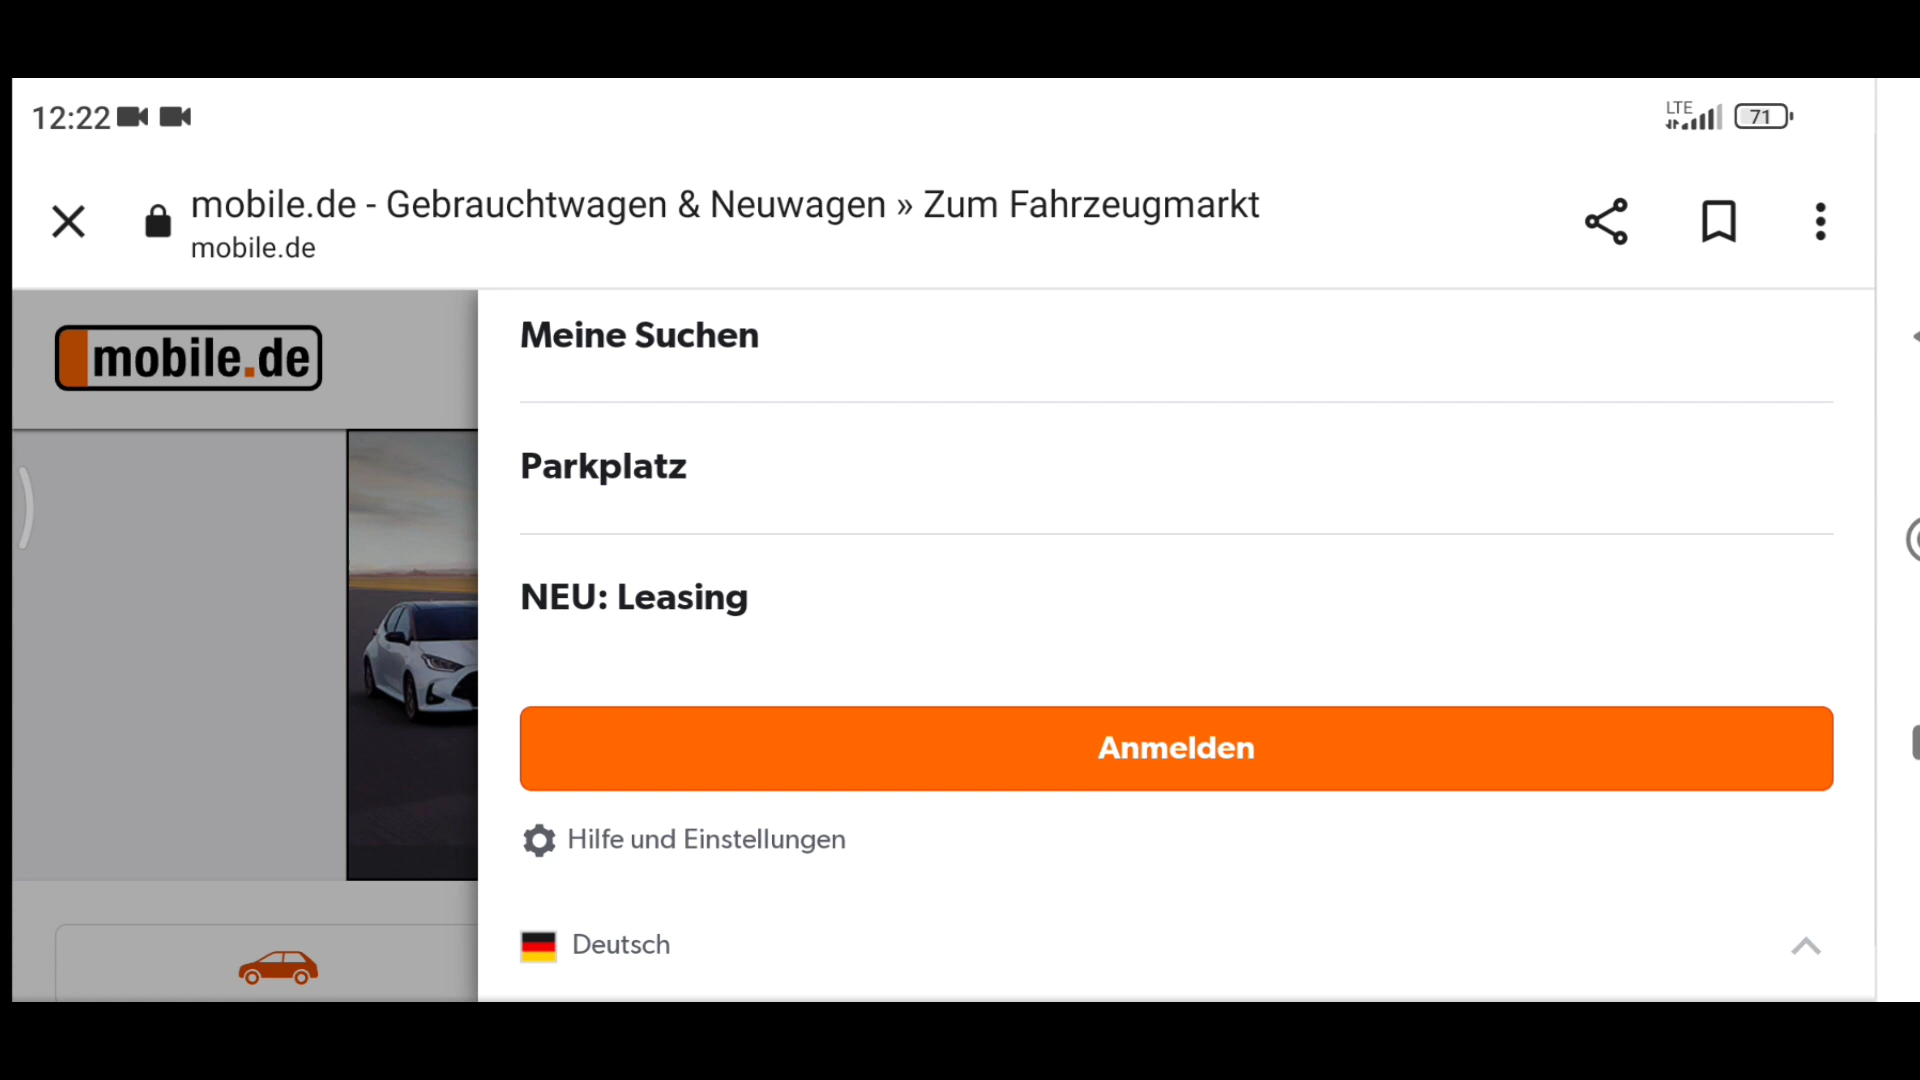 12:22
LTE
71
mobile.de - Gebrauchtwagen & Neuwagen » Zum Fahrzeugmarkt
mobile.de
mobile.de
Meine Suchen
Parkplatz
NEU: Leasing
Anmelden
Hilfe und Einstellungen
Deutsch